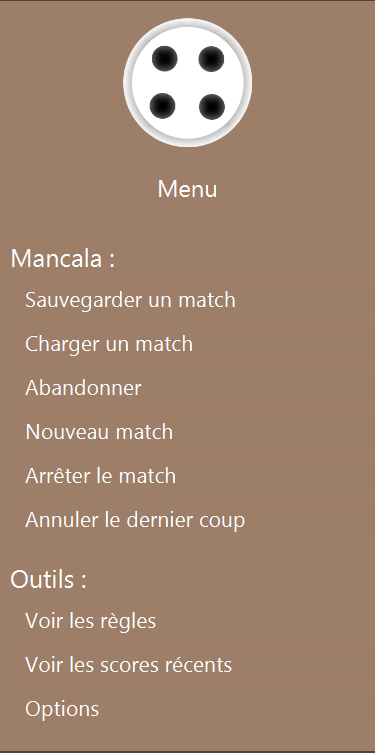 Menu
Mancala :
Sauvegarder un match
Charger un match
Abandonner
Nouveau match
Arrêter le match
Annuler le dernier coup
Outils :
Voir les règles
Voir les scores récents
Options